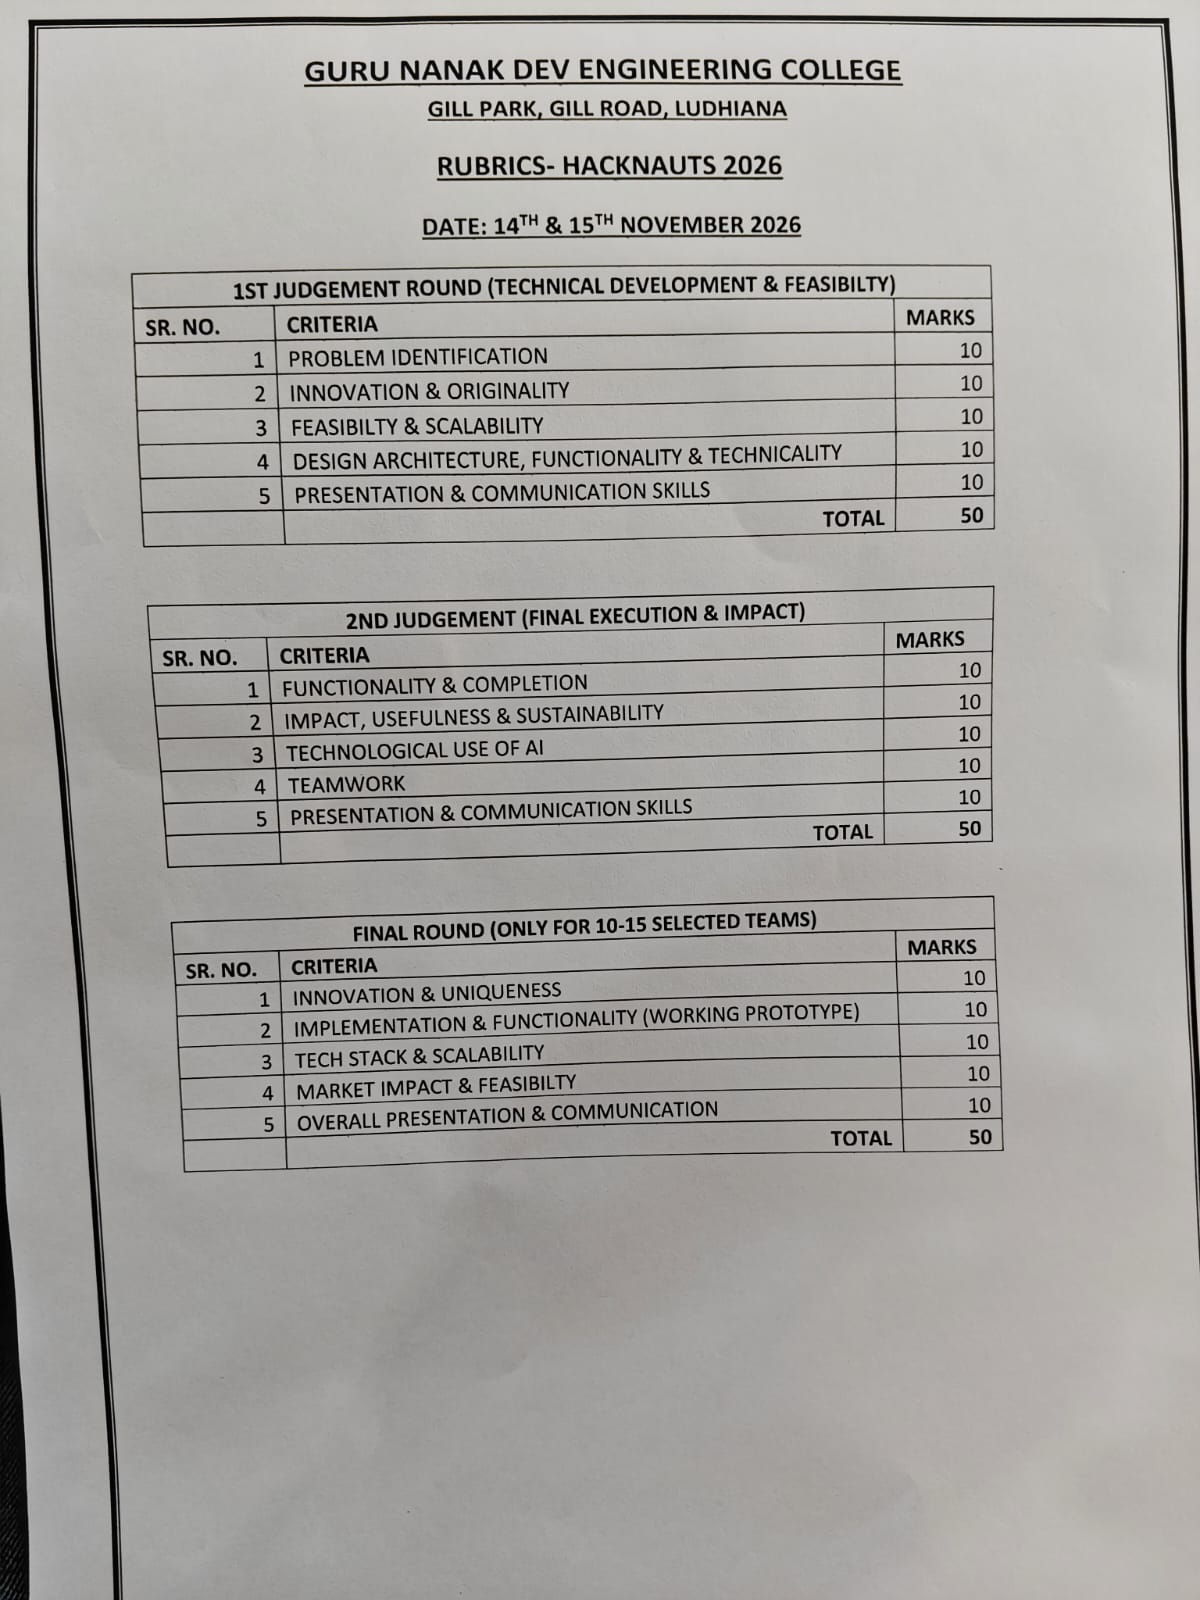 GURU NANAK DEV ENGINEERING COLLEGE
GILL PARK, GILL ROAD, LUDHIANA
RUBRICS- HACKNAUTS 2026
DATE: 14TH & 15TH NOVEMBER 2026
1ST JUDGEMENT ROUND (TECHNICAL DEVELOPMENT & FEASIBILTY)
SR. NO. CRITERIA MARKS
1 PROBLEM IDENTIFICATION 10
2 INNOVATION & ORIGINALITY 10
3 FEASIBILTY & SCALABILITY 10
4 DESIGN ARCHITECTURE, FUNCTIONALITY & TECHNICALITY 10
5 PRESENTATION & COMMUNICATION SKILLS 10
TOTAL 50
2ND JUDGEMENT (FINAL EXECUTION & IMPACT)
SR. NO. CRITERIA MARKS
1 FUNCTIONALITY & COMPLETION 10
2 IMPACT, USEFULNESS & SUSTAINABILITY 10
3 TECHNOLOGICAL USE OF AI 10
4 TEAMWORK 10
5 PRESENTATION & COMMUNICATION SKILLS 10
TOTAL 50
FINAL ROUND (ONLY FOR 10-15 SELECTED TEAMS)
SR. NO. CRITERIA MARKS
1 INNOVATION & UNIQUENESS 10
2 IMPLEMENTATION & FUNCTIONALITY (WORKING PROTOTYPE) 10
3 TECH STACK & SCALABILITY 10
4 MARKET IMPACT & FEASIBILTY 10
5 OVERALL PRESENTATION & COMMUNICATION 10
TOTAL 50